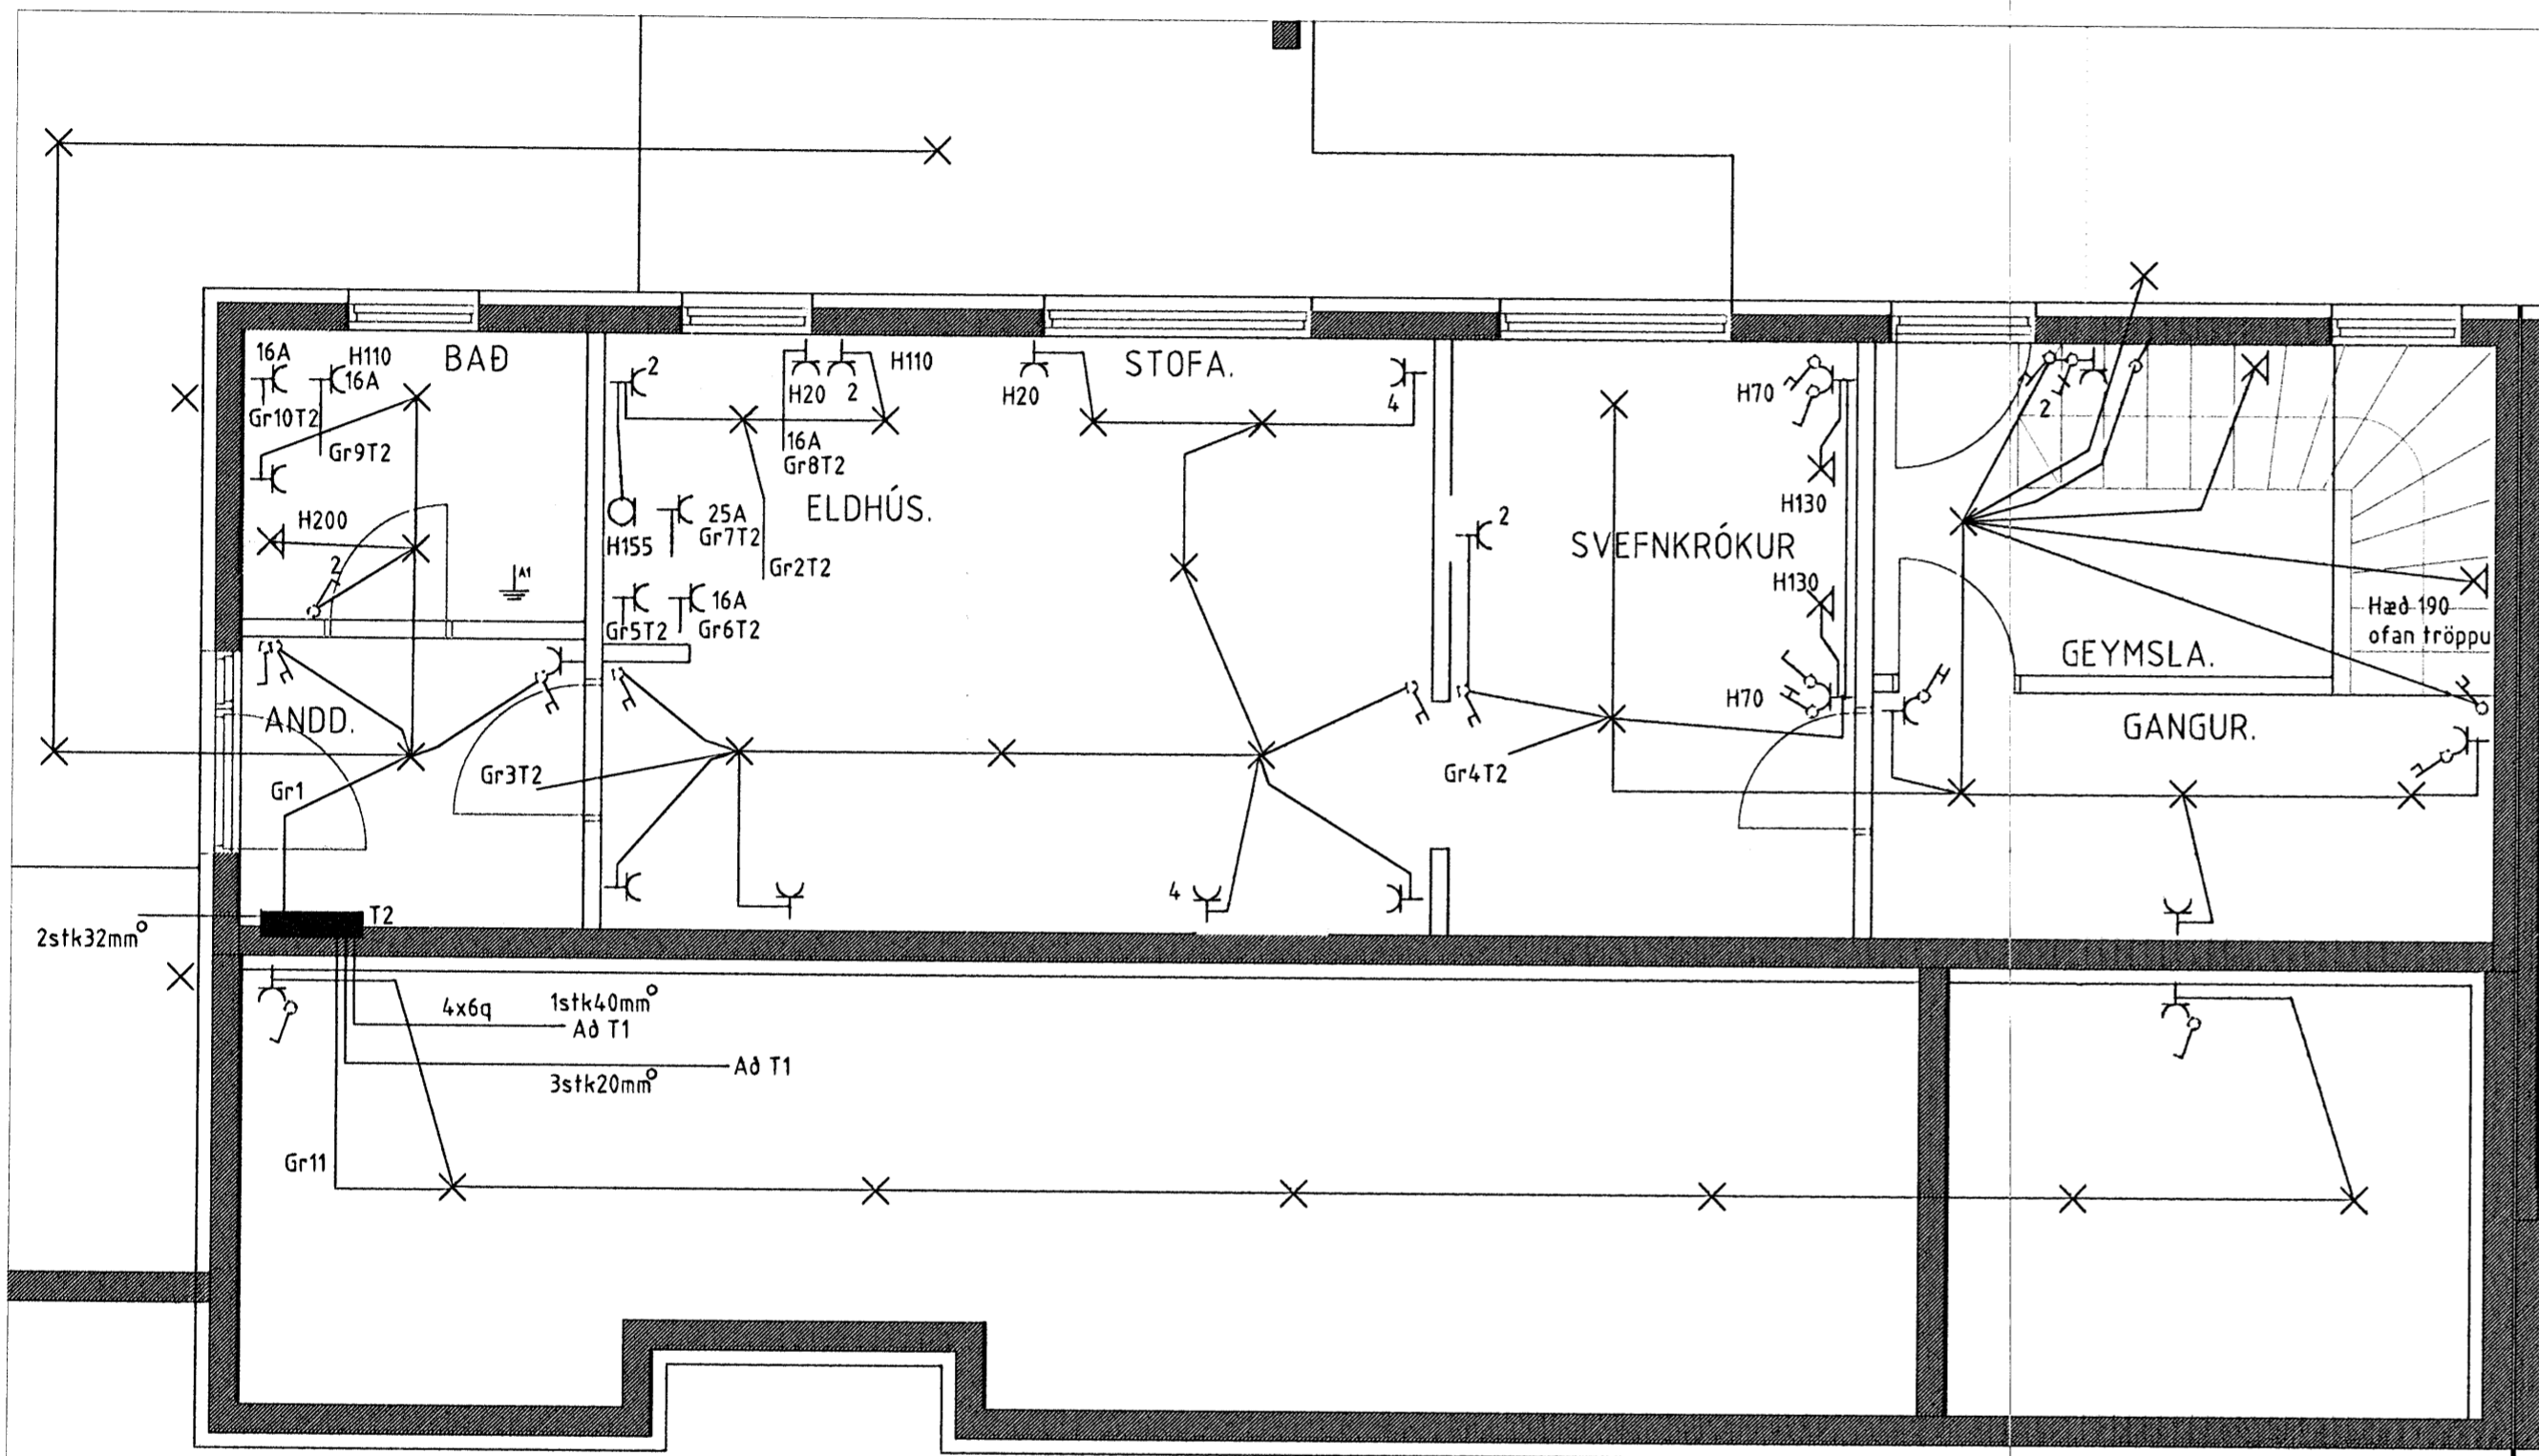 16A
H110
16A
BAÐ
Gr10T2
Gr9T2
H200
2
A1
2
H20
2
H110
16A
Gr8T2
H20
STOFA.
4
ELDHÚS.
H155
25A
Gr7T2
Gr2T2
Gr5T2
16A
Gr6T2
2
SVEFNKRÓKUR
H70
H130
H130
H70
2
Hæð 190
ofan tröppu
GEYMSLA.
GANGUR.
ANDD.
Gr1
Gr3T2
Gr4T2
4
T2
2stk32mm°
4x6q
1stk40mm°
Að T1
Að T1
3stk20mm°
Gr11